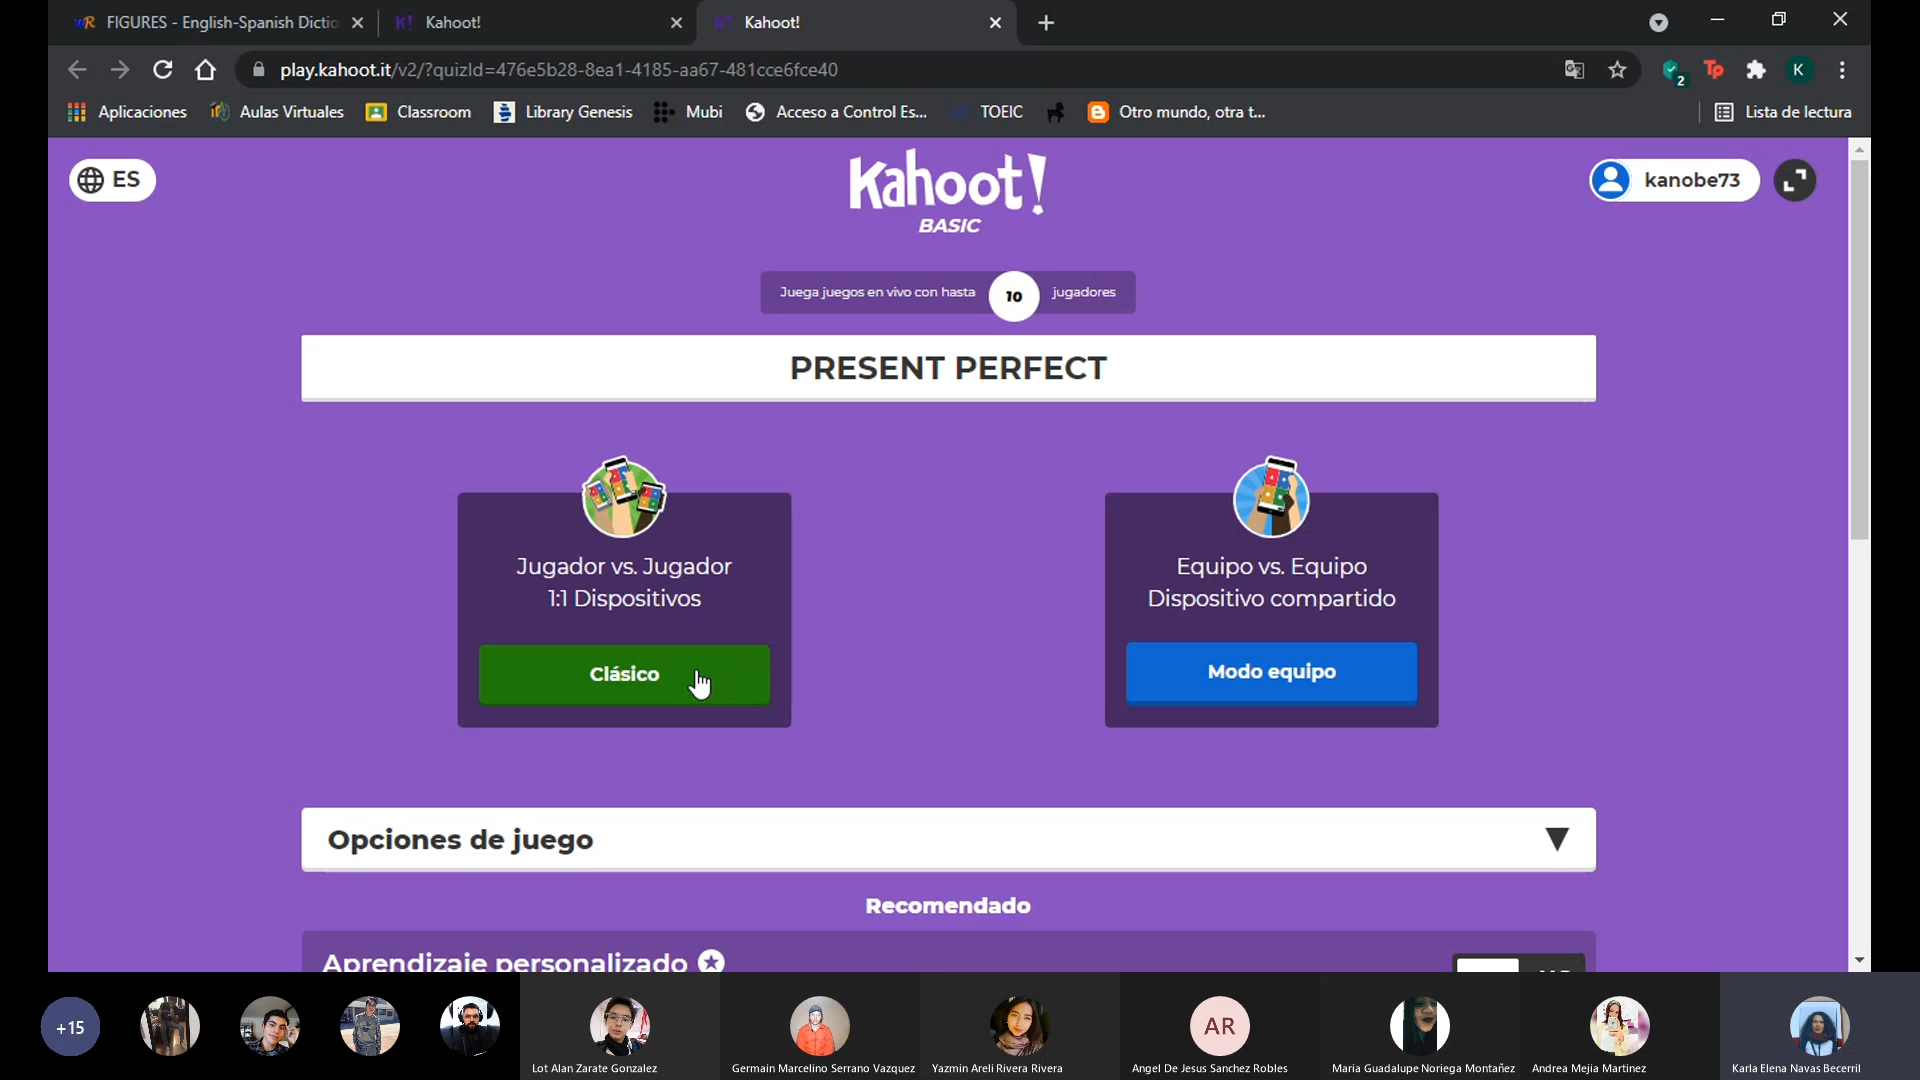 FIGURES - English-Spanish Dictio
Kahoot!
Kahoot!
play.kahoot.it/v2/?quizId=476e5b28-8ea1-4185-aa67-481cce6fce40
2
Tp
K
Aplicaciones
Aulas Virtuales
Classroom
Library Genesis
Mubi
Acceso a Control Es...
TOEIC
Otro mundo, otra t...
Lista de lectura
ES
Kahoot!
BASIC
kanobe73
Juega juegos en vivo con hasta 10 jugadores
PRESENT PERFECT
Jugador vs. Jugador
1:1 Dispositivos
Clásico
Equipo vs. Equipo
Dispositivo compartido
Modo equipo
Opciones de juego
Recomendado
Aprendizaje personalizado
+15
AR
Lot Alan Zarate Gonzalez
Germain Marcelino Serrano Vazquez
Yazmin Areli Rivera Rivera
Angel De Jesus Sanchez Robles
Maria Guadalupe Noriega Montañez
Andrea Mejia Martinez
Karla Elena Navas Becerril